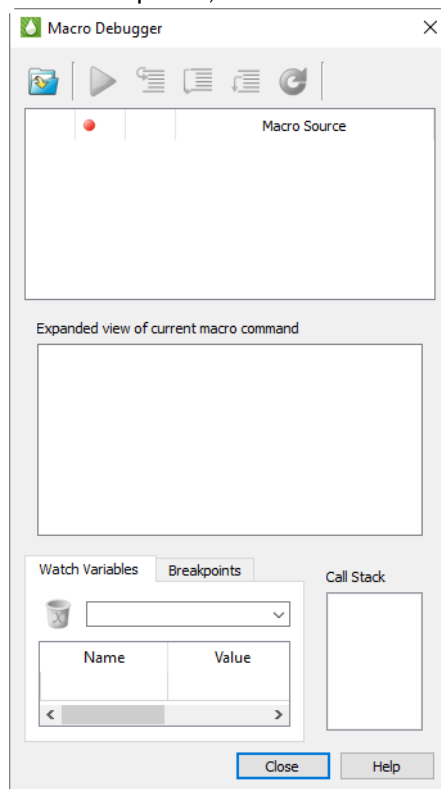 Macro Debugger
Macro Source
Expanded view of current macro command
Watch Variables
Breakpoints
Call Stack
Name
Value
Close
Help